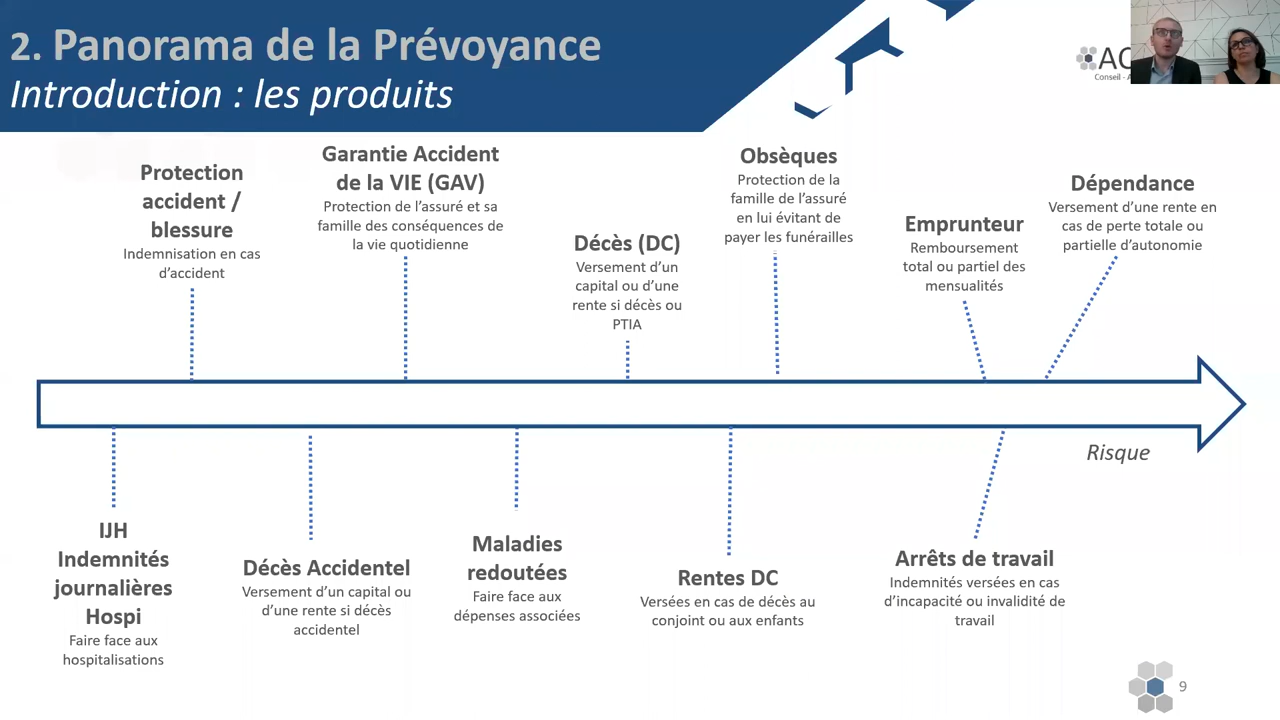 2. Panorama de la Prévoyance
Introduction : les produits
Conseil - A
Protection
accident /
blessure
Indemnisation en cas
d'accident
Garantie Accident
de la VIE (GAV)
Protection de l'assuré et sa
famille des conséquences de
la vie quotidienne
Décès (DC)
Versement d'un
capital ou d'une
rente si décès ou
PTIA
Obsèques
Protection de la
famille de l'assuré
en lui évitant de
payer les funérailles
Emprunteur
Remboursement
total ou partiel des
mensualités
Dépendance
Versement d'une rente en
cas de perte totale ou
partielle d'autonomie
Risque
IJH
Indemnités
journalières
Hospi
Faire face aux
hospitalisations
Décès Accidentel
Versement d'un capital ou
d'une rente si décès
accidentel
Maladies
redoutées
Faire face aux
dépenses associées
Rentes DC
Versées en cas de décès au
conjoint ou aux enfants
Arrêts de travail
Indemnités versées en cas
d'incapacité ou invalidité de
travail
9